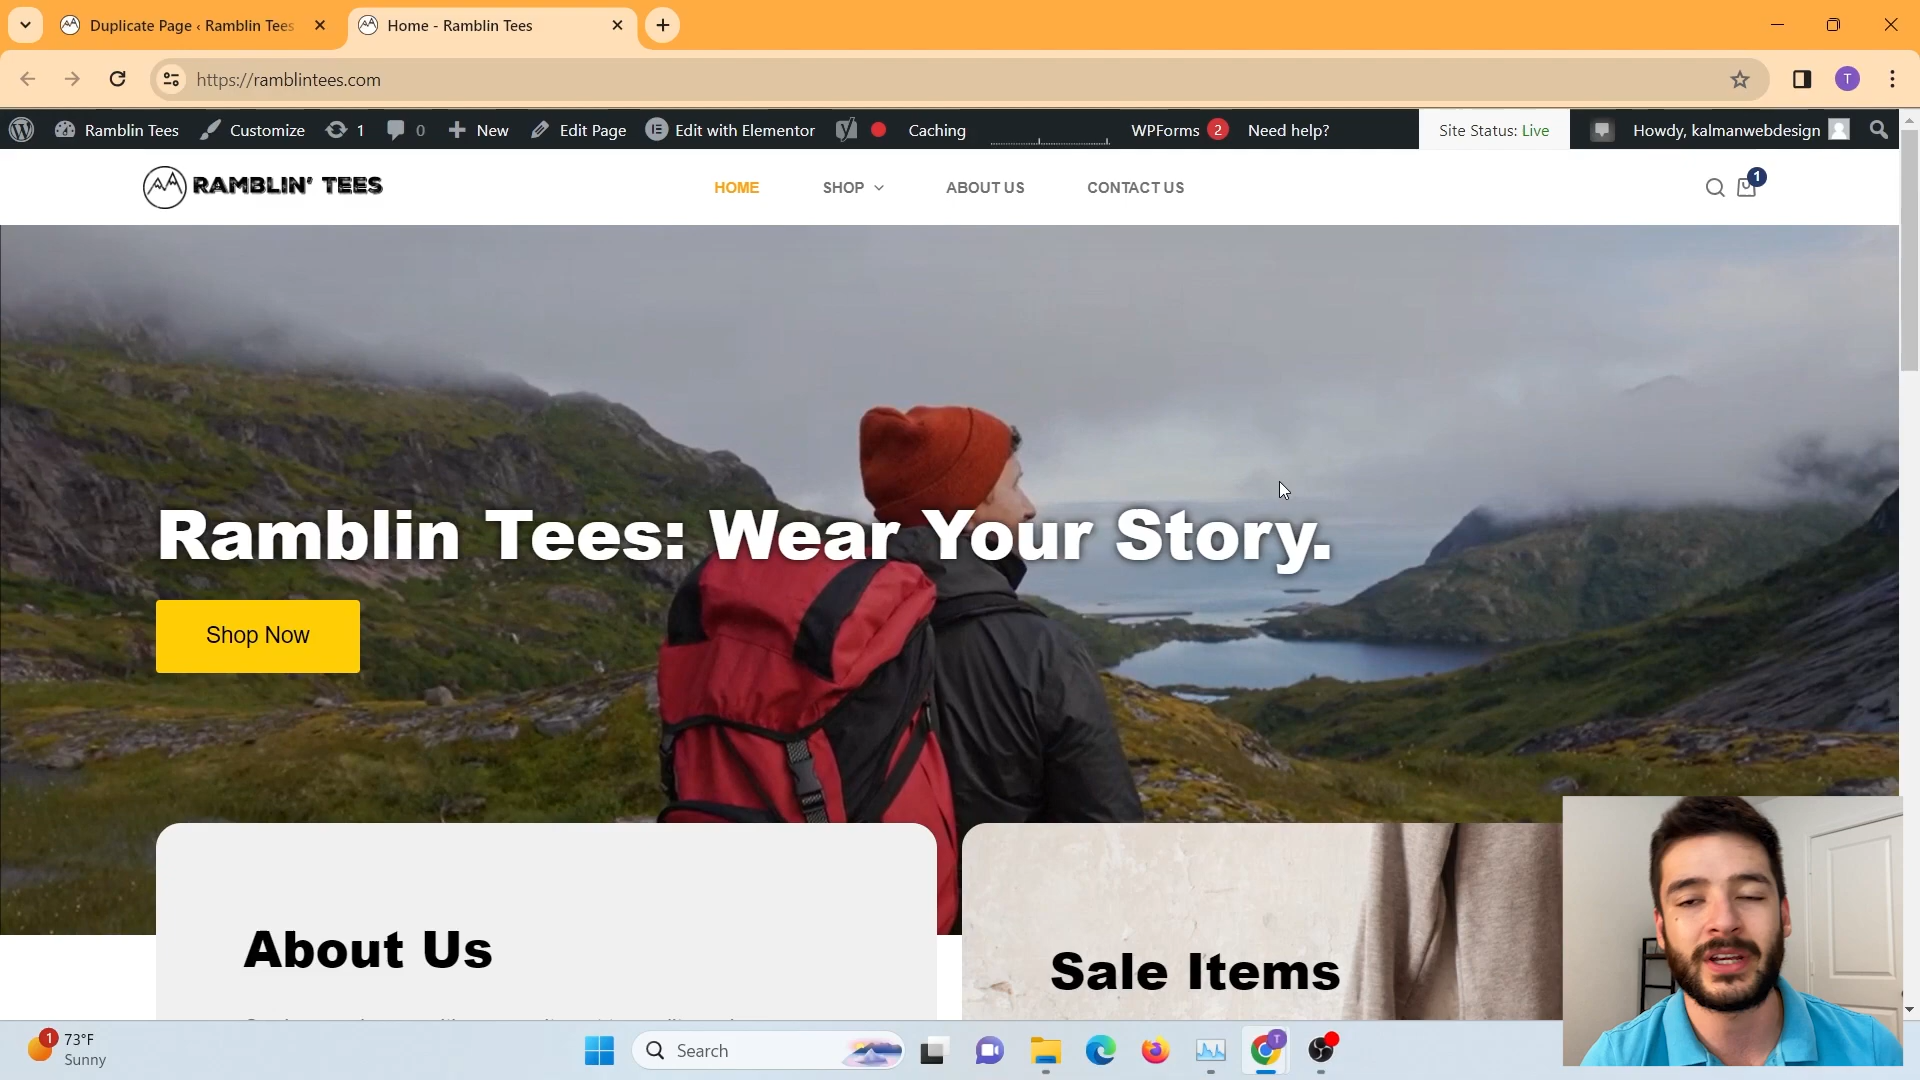 Duplicate Page ‹ Ramblin Tees
Home - Ramblin Tees
https://ramblintees.com
T
Ramblin Tees
Customize
1
0
New
Edit Page
Edit with Elementor
Caching
WPForms 2
Need help?
Site Status: Live
Howdy, kalmanwebdesign
RAMBLIN' TEES
HOME
SHOP
ABOUT US
CONTACT US
1
Ramblin Tees: Wear Your Story.
Shop Now
About Us
Sale Items
1
73°F
Sunny
Search
T